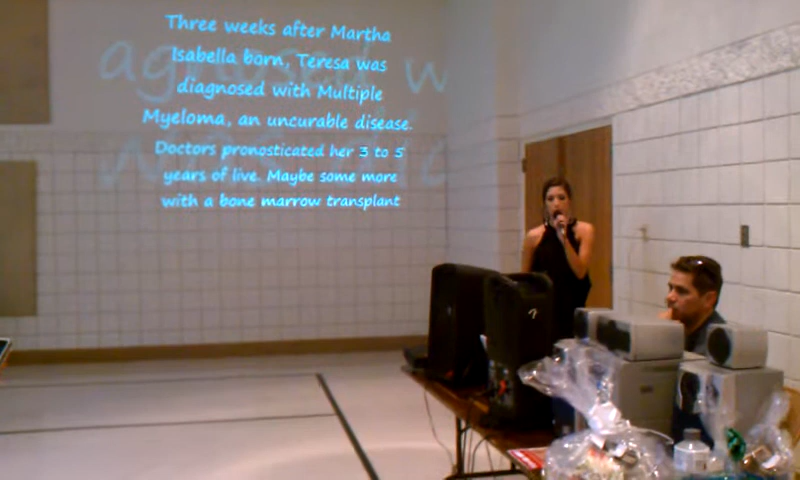 Three weeks after Martha
Isabella born, Teresa was
diagnosed with Multiple
Myeloma, an uncurable disease.
Doctors pronosticated her 3 to 5
years of live. Maybe some more
with a bone marrow transplant
agnosed w